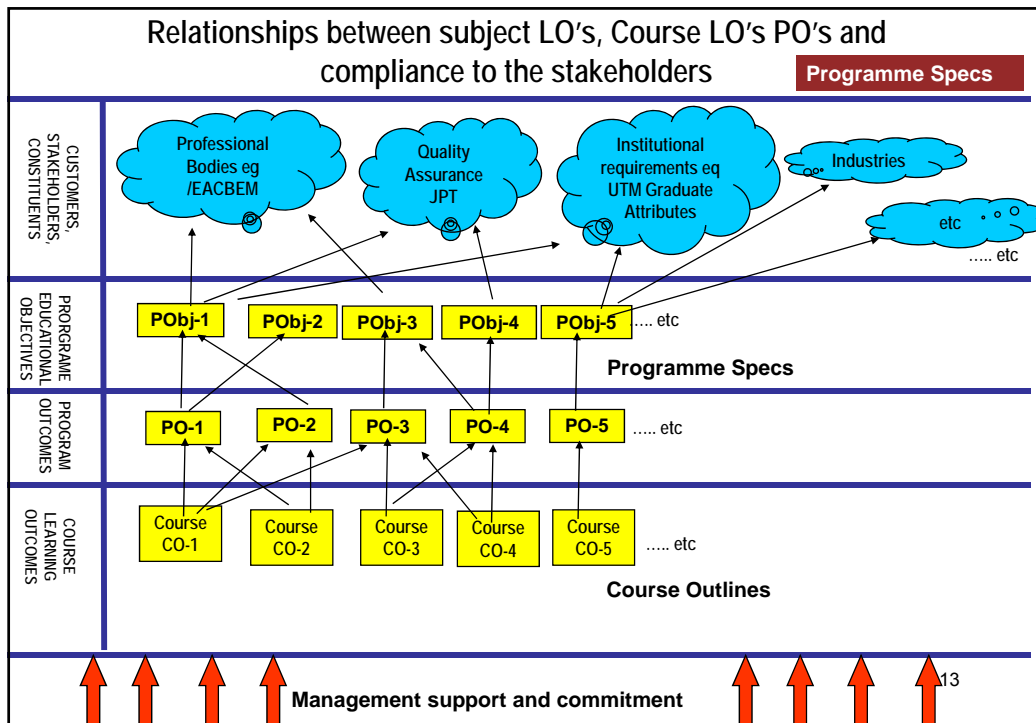 Relationships between subject LO's, Course LO's PO's and
compliance to the stakeholders
Programme Specs
CUSTOMERS,
STAKEHOLDERS,
CONSTITUENTS
Professional
Bodies eg
/EACBEM
Quality
Assurance
JPT
Institutional
requirements eq
UTM Graduate
Attributes
Industries
etc
..... etc
PRORGRAME
EDUCATIONAL
OBJECTIVES
PObj-1
PObj-2
PObj-3
PObj-4
PObj-5
..... etc
Programme Specs
PROGRAM
OUTCOMES
PO-1
PO-2
PO-3
PO-4
PO-5
..... etc
COURSE
LEARNING
OUTCOMES
Course
CO-1
Course
CO-2
Course
CO-3
Course
CO-4
Course
CO-5
..... etc
Course Outlines
Management support and commitment
13